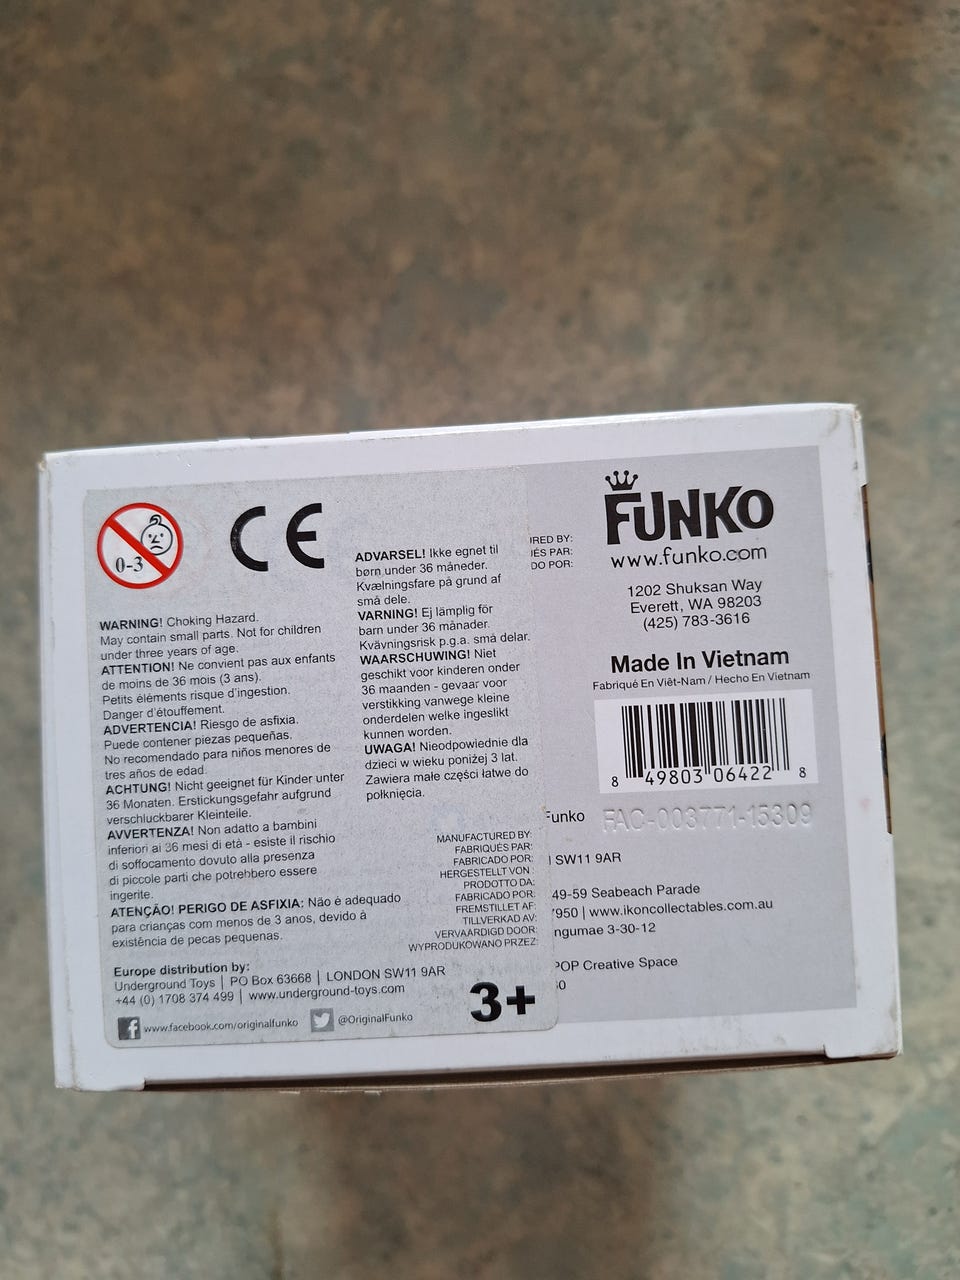 0-3
CE
WARNING! Choking Hazard.
May contain small parts. Not for children
under three years of age.
ATTENTION! Ne convient pas aux enfants
de moins de 36 mois (3 ans).
Petits éléments risque d'ingestion.
Danger d'étouffement.
ADVERTENCIA! Riesgo de asfixia.
Puede contener piezas pequeñas.
No recomendado para niños menores de
tres años de edad.
ACHTUNG! Nicht geeignet für Kinder unter
36 Monaten. Erstickungsgefahr aufgrund
verschluckbarer Kleinteile.
AVVERTENZA! Non adatto a bambini
inferiori ai 36 mesi di età - esiste il rischio
di soffocamento dovuto alla presenza
di piccole parti che potrebbero essere
ingerite.
ATENÇÃO! PERIGO DE ASFIXIA: Não è adequado
para crianças com menos de 3 anos, devido à
existência de pecas pequenas.
ADVARSEL! Ikke egnet til
børn under 36 måneder.
Kvælningsfare på grund af
små dele.
VARNING! Ej lämplig för
barn under 36 månader.
Kvävningsrisk p.g.a. små delar.
WAARSCHUWING! Niet
geschikt voor kinderen onder
36 maanden - gevaar voor
verstikking vanwege kleine
onderdelen welke ingeslikt
kunnen worden.
UWAGA! Nieodpowiednie dla
dzieci w wieku poniżej 3 lat.
Zawiera małe części łatwo do
połknięcia.
MANUFACTURED BY:
FABRIQUÉS PAR:
FABRICADO POR:
HERGESTELLT VON :
PRODOTTO DA:
FABRICADO POR:
FREMSTILLET AF:
TILLVERKAD AV:
VERVAARDIGD DOOR:
WYPRODUKOWANO PRZEZ:
Europe distribution by:
Underground Toys | PO Box 63668 | LONDON SW11 9AR
+44 (0) 1708 374 499 | www.underground-toys.com
f www.facebook.com/originalfunko @OriginalFunko
3+
URED BY:
UÉS PAR:
DO POR:
FUNKO
www.funko.com
1202 Shuksan Way
Everett, WA 98203
(425) 783-3616
Made In Vietnam
Fabriqué En Viêt-Nam / Hecho En Vietnam
8 49803 06422 8
Funko
FAC-003771-15309
SW11 9AR
49-59 Seabeach Parade
7950 | www.ikoncollectables.com.au
ngumae 3-30-12
POP Creative Space